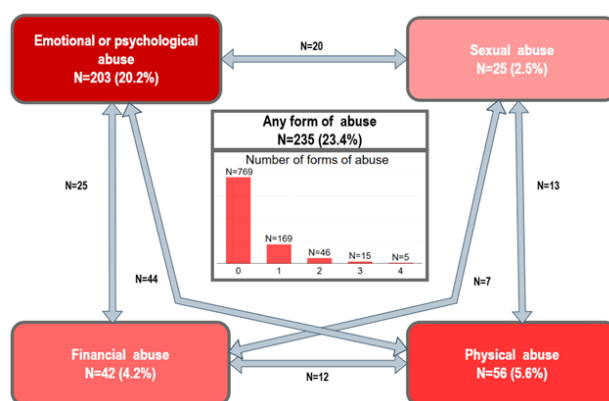 Emotional or psychological
abuse
N=203 (20.2%)
N=20
Sexual abuse
N=25 (2.5%)
Any form of abuse
N=235 (23.4%)
Number of forms of abuse
N=769
N=169
N=46
N=15
N=5
0 1 2 3 4
N=25
N=13
N=44
N=7
Financial abuse
N=42 (4.2%)
N=12
Physical abuse
N=56 (5.6%)